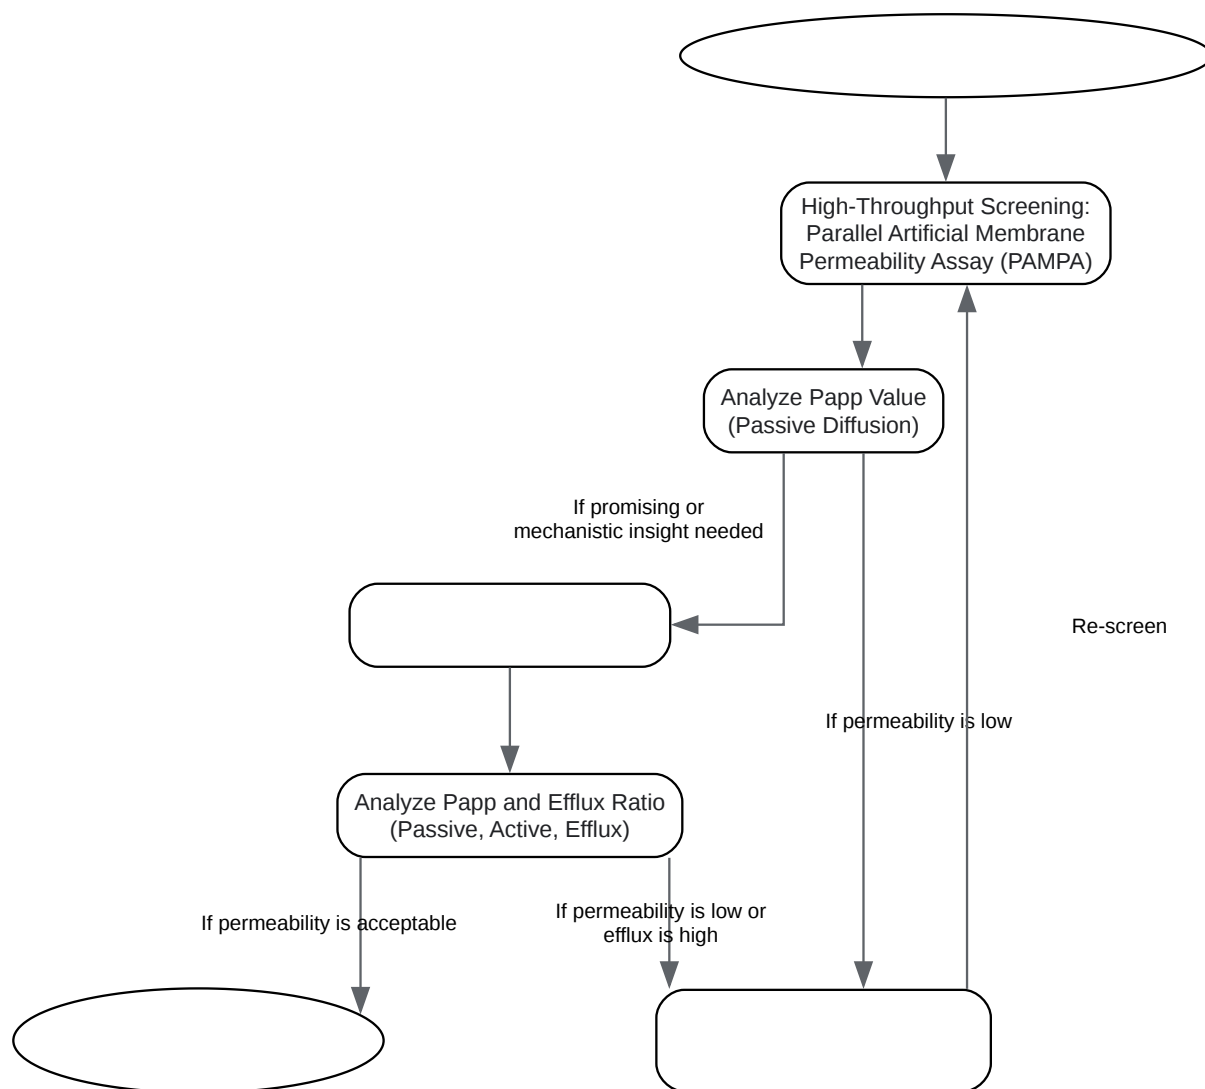 High-Throughput Screening:
Parallel Artificial Membrane
Permeability Assay (PAMPA)
Analyze Papp Value
(Passive Diffusion)
If promising or
mechanistic insight needed
Re-screen
If permeability is low
Analyze Papp and Efflux Ratio
(Passive, Active, Efflux)
If permeability is acceptable
If permeability is low or
efflux is high